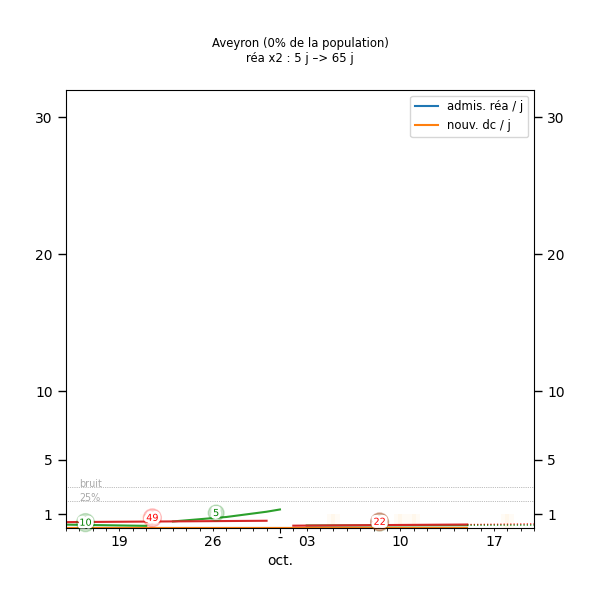 Aveyron (0% de la population)
réa x2 : 5 j –> 65 j
admis. réa / j
nouv. dc / j
30 30
20 20
10 10
5 5
bruit
25%
1 1
-10 49 5 22
19 26 - 03 10 17
oct.